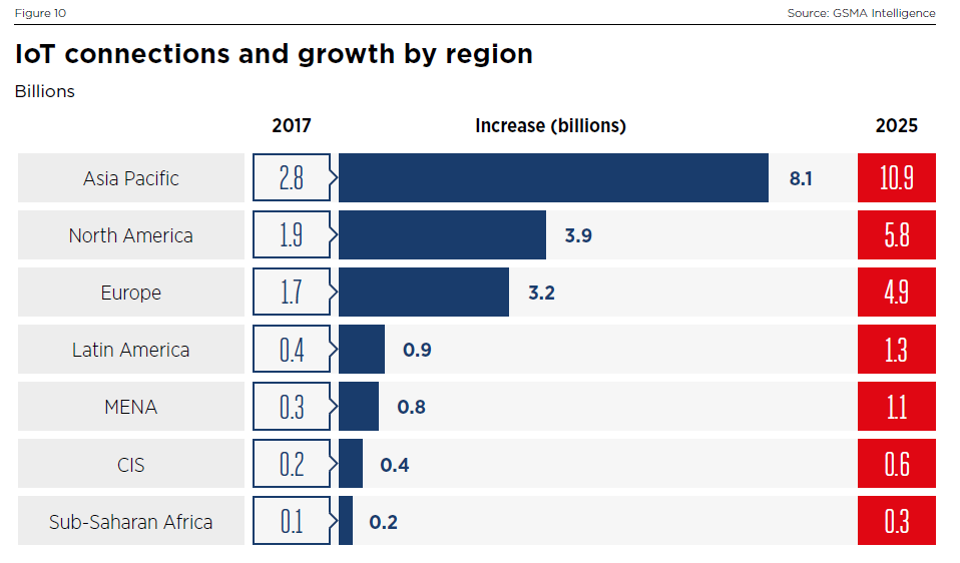 Figure 10 Source: GSMA Intelligence
IoT connections and growth by region
Billions
2017 Increase (billions) 2025
Asia Pacific 2.8 8.1 10.9
North America 1.9 3.9 5.8
Europe 1.7 3.2 4.9
Latin America 0.4 0.9 1.3
MENA 0.3 0.8 1.1
CIS 0.2 0.4 0.6
Sub-Saharan Africa 0.1 0.2 0.3